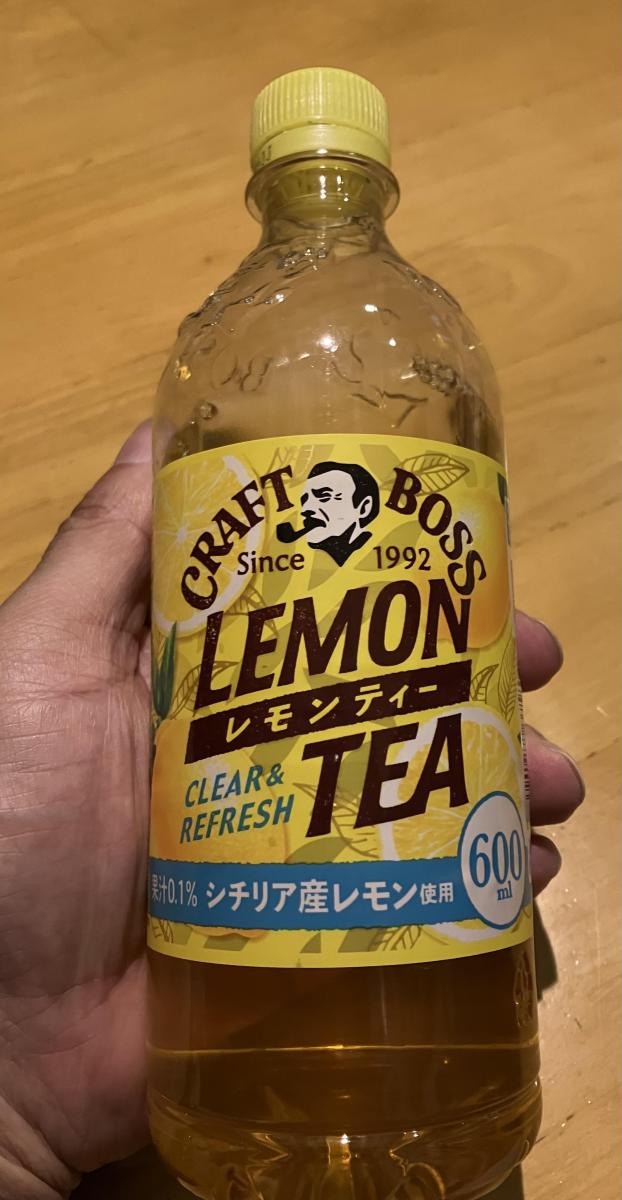 CRAFT BOSS
Since 1992
LEMON
レモンティー
TEA
CLEAR&
REFRESH
600
ml
果汁0.1% シチリア産レモン使用